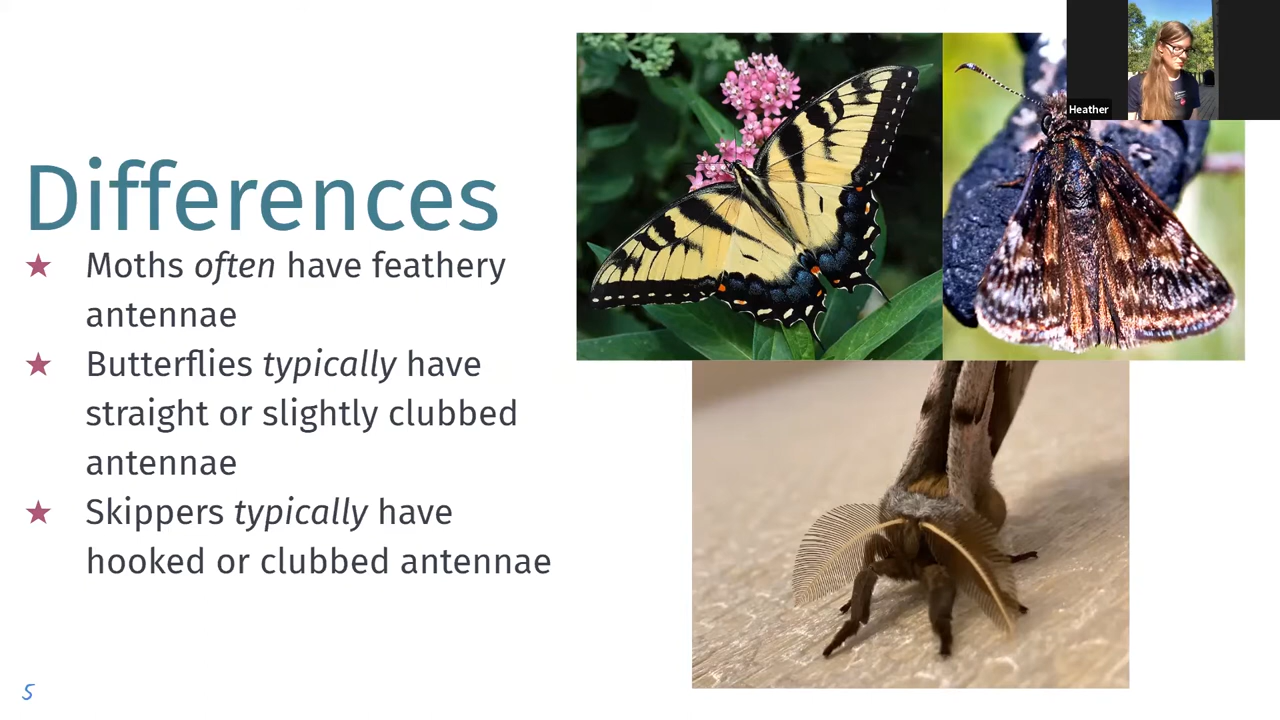 Heather
Differences
★ Moths often have feathery
antennae
★ Butterflies typically have
straight or slightly clubbed
antennae
★ Skippers typically have
hooked or clubbed antennae
5